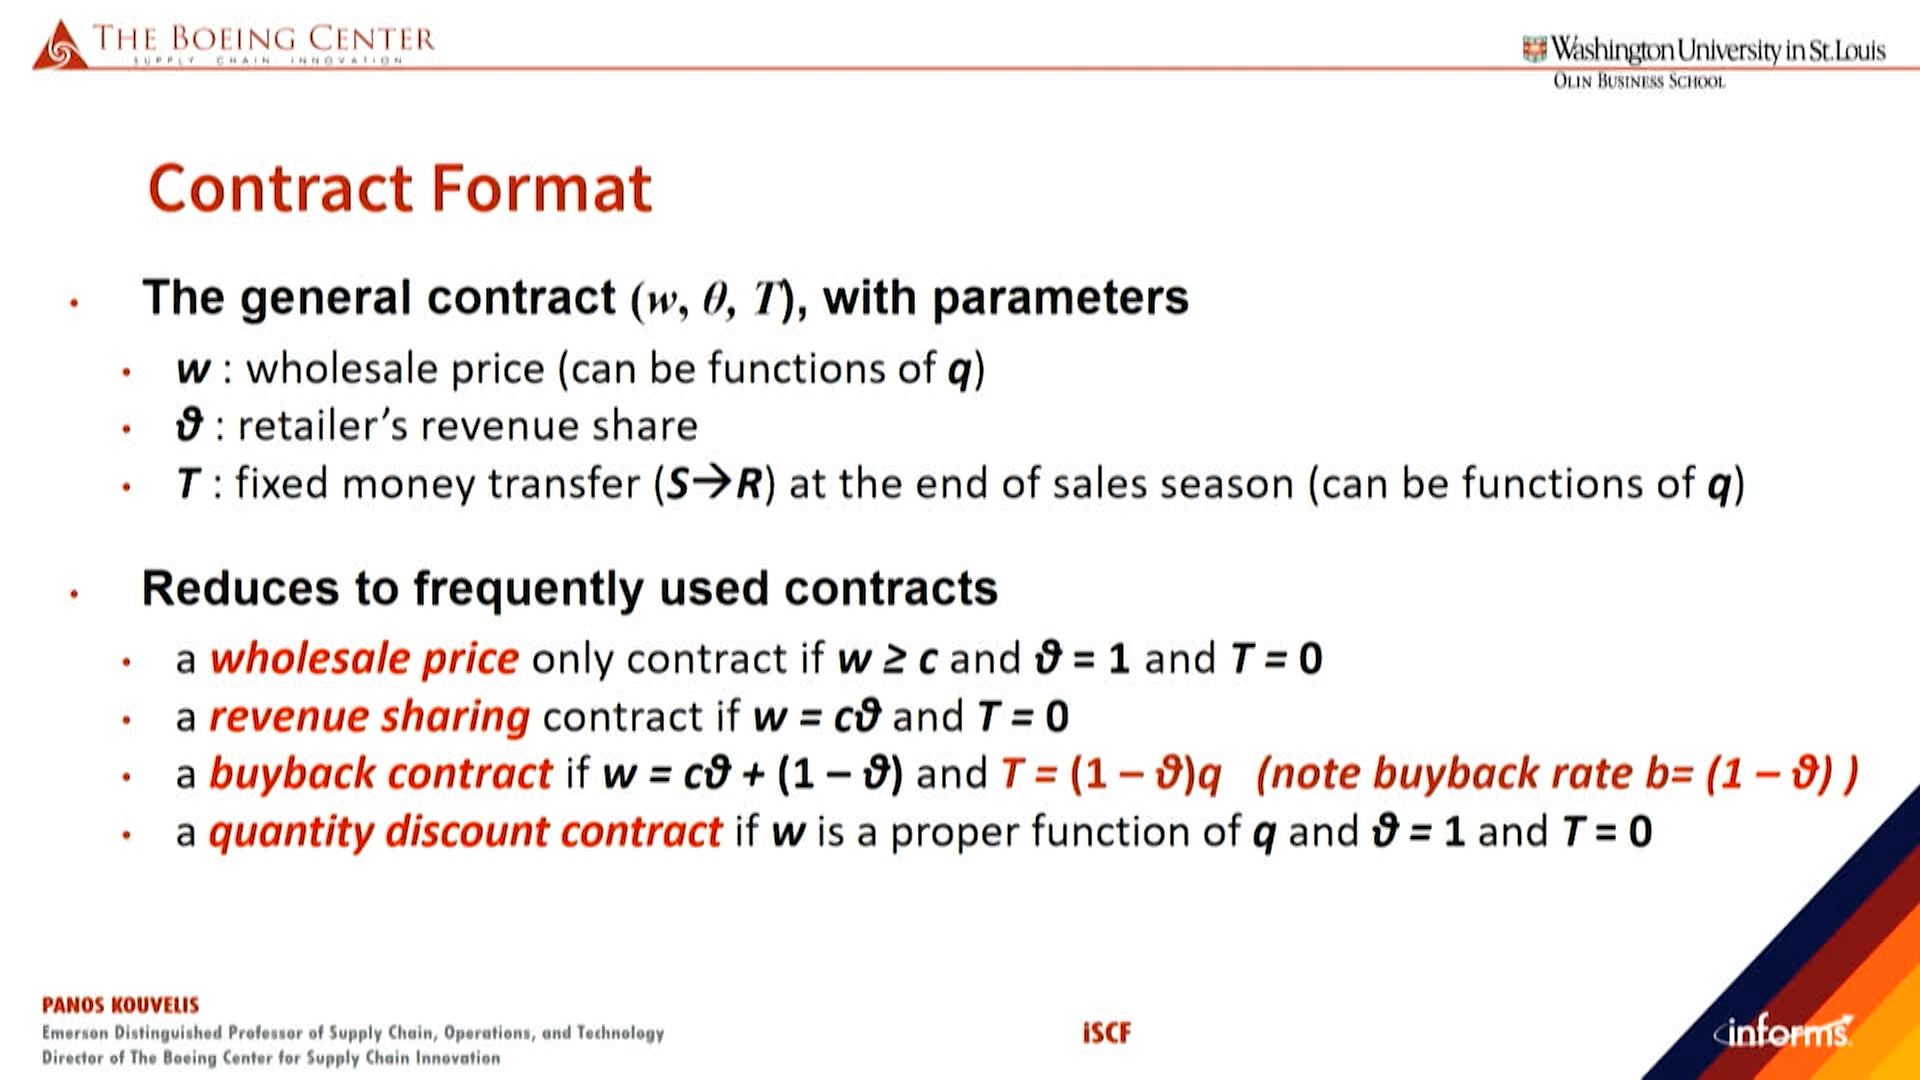 THE BOEING CENTER
SUPPLY CHAIN INNOVATION
Washington University in St.Louis
OLIN BUSINESS SCHOOL
Contract Format
• The general contract (w, θ, T), with parameters
• w : wholesale price (can be functions of q)
• ϑ : retailer’s revenue share
• T : fixed money transfer (S→R) at the end of sales season (can be functions of q)
• Reduces to frequently used contracts
• a wholesale price only contract if w ≥ c and ϑ = 1 and T = 0
• a revenue sharing contract if w = cϑ and T = 0
• a buyback contract if w = cϑ + (1 – ϑ) and T = (1 – ϑ)q (note buyback rate b= (1 – ϑ) )
• a quantity discount contract if w is a proper function of q and ϑ = 1 and T = 0
PANOS KOUVELIS
Emerson Distinguished Professor of Supply Chain, Operations, and Technology
Director of The Boeing Center for Supply Chain Innovation
iSCF
informs